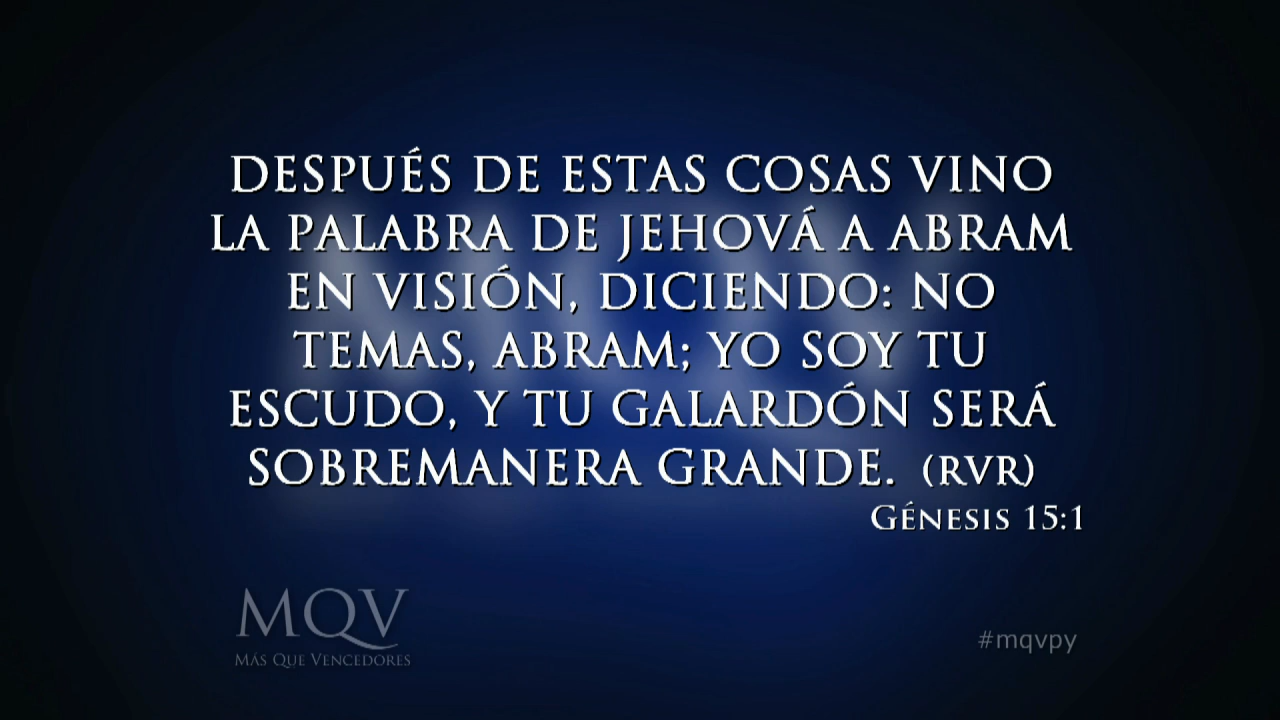 DESPUÉS DE ESTAS COSAS VINO
LA PALABRA DE JEHOVÁ A ABRAM
EN VISIÓN, DICIENDO: NO
TEMAS, ABRAM; YO SOY TU
ESCUDO, Y TU GALARDÓN SERÁ
SOBREMANERA GRANDE. (RVR)
GÉNESIS 15:1
MQV
MÁS QUE VENCEDORES
#mqvpy